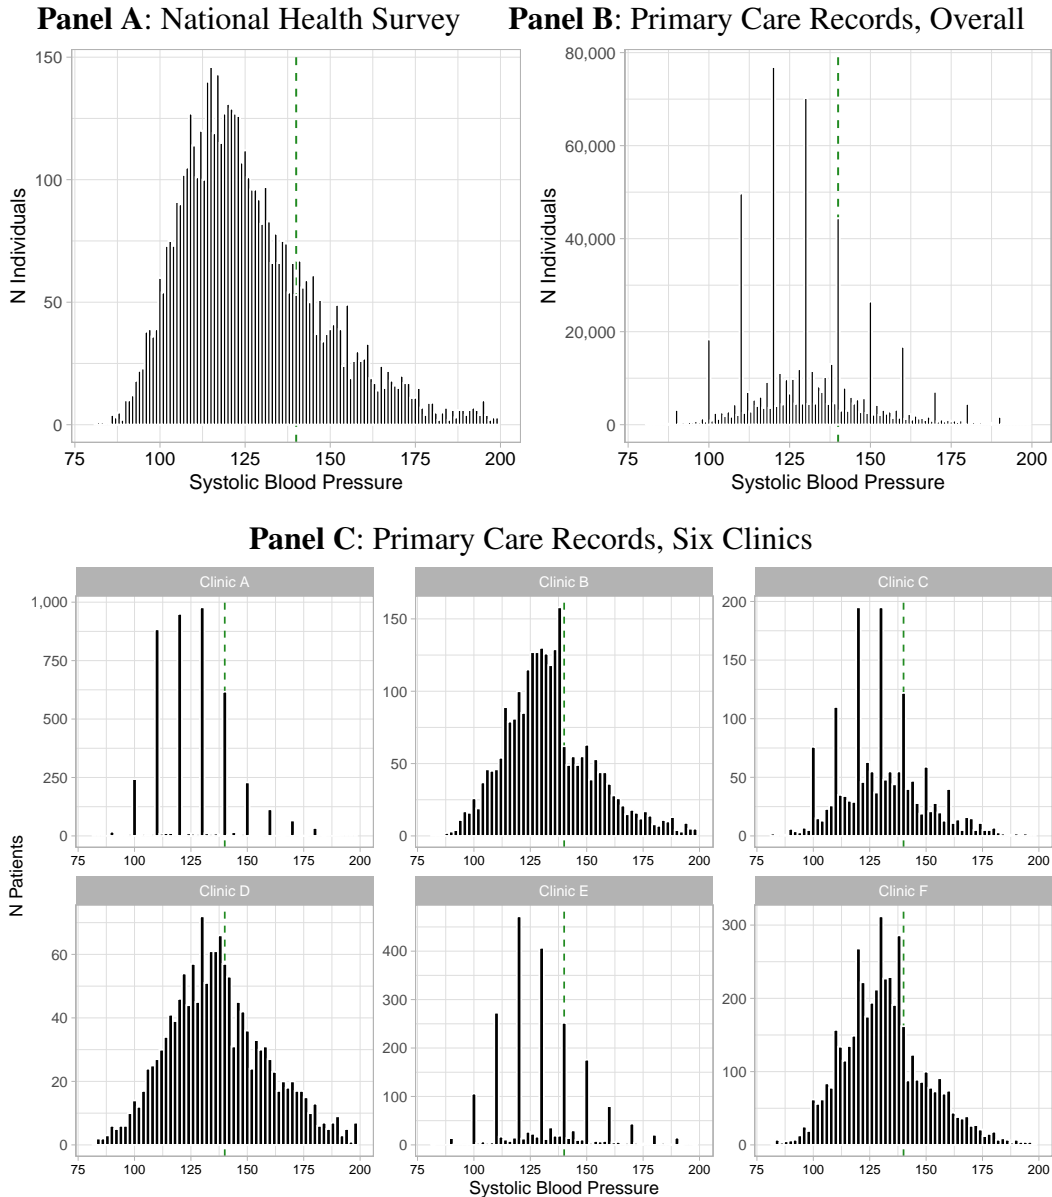 Panel A: National Health Survey
Panel B: Primary Care Records, Overall
N Individuals
150
100
50
0
75 100 125 150 175 200
Systolic Blood Pressure
N Individuals
80,000
60,000
40,000
20,000
0
75 100 125 150 175 200
Systolic Blood Pressure
Panel C: Primary Care Records, Six Clinics
N Patients
Clinic A
1,000
750
500
250
0
75 100 125 150 175 200
Clinic B
150
100
50
0
75 100 125 150 175 200
Clinic C
200
150
100
50
0
75 100 125 150 175 200
Clinic D
60
40
20
0
75 100 125 150 175 200
Clinic E
400
300
200
100
0
75 100 125 150 175 200
Clinic F
300
200
100
0
75 100 125 150 175 200
Systolic Blood Pressure